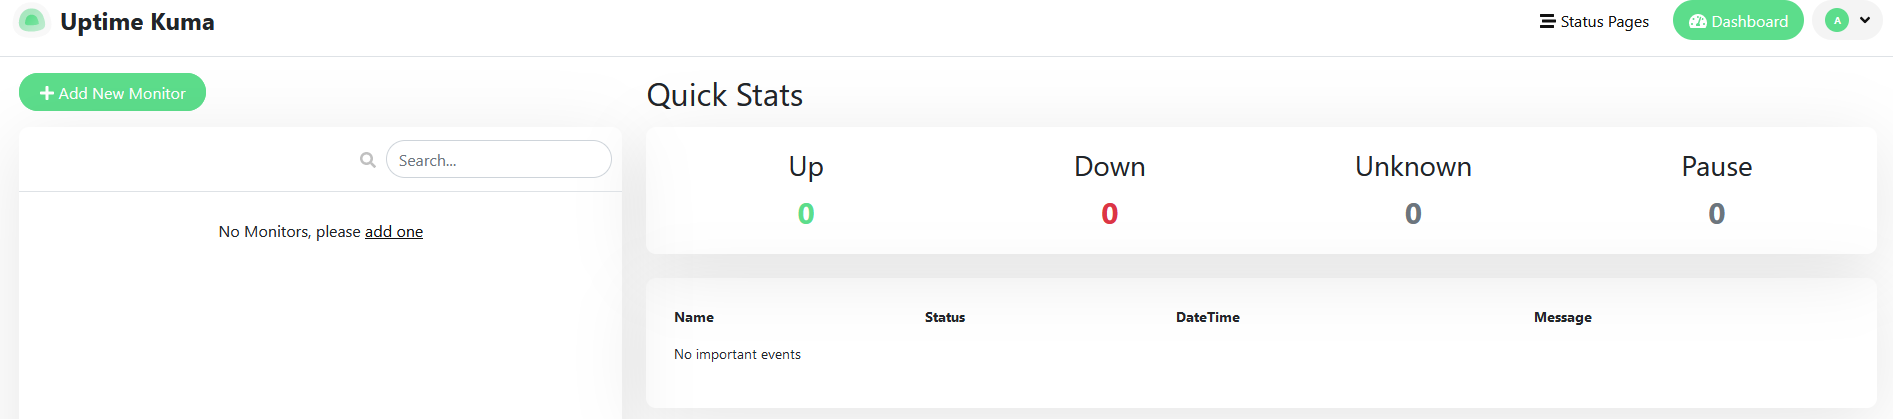 Uptime Kuma
Status Pages
Dashboard
A
Add New Monitor
Search...
No Monitors, please add one
Quick Stats
Up Down Unknown Pause
0 0 0 0
Name Status DateTime Message
No important events